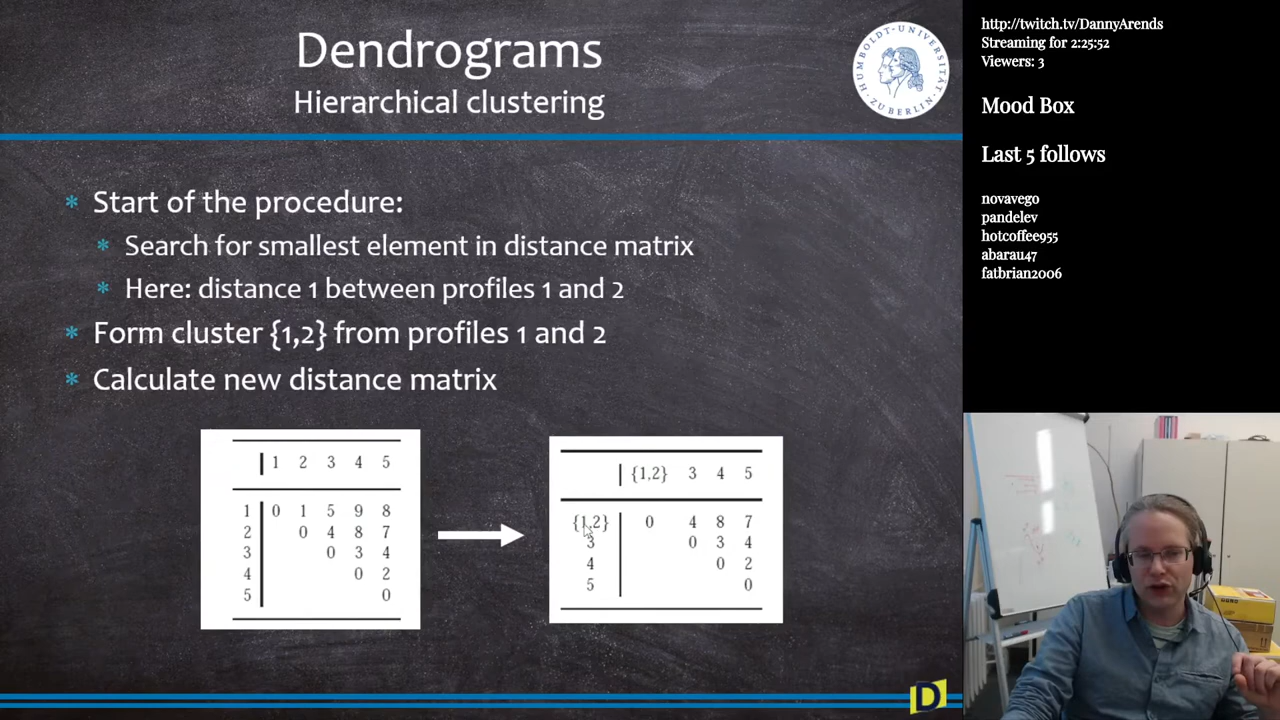 Dendrograms
Hierarchical clustering
HUMBOLDT-UNIVERSITÄT
ZU BERLIN
* Start of the procedure:
* Search for smallest element in distance matrix
* Here: distance 1 between profiles 1 and 2
* Form cluster {1,2} from profiles 1 and 2
* Calculate new distance matrix
1 2 3 4 5
1 0 1 5 9 8
2 0 4 8 7
3 0 3 4
4 0 2
5 0
{1,2} 3 4 5
{1,2} 0 4 8 7
3 0 3 4
4 0 2
5 0
D
http://twitch.tv/DannyArends
Streaming for 2:25:52
Viewers: 3
Mood Box
Last 5 follows
novavego
pandelev
hotcoffee955
abarau47
fatbrian2006